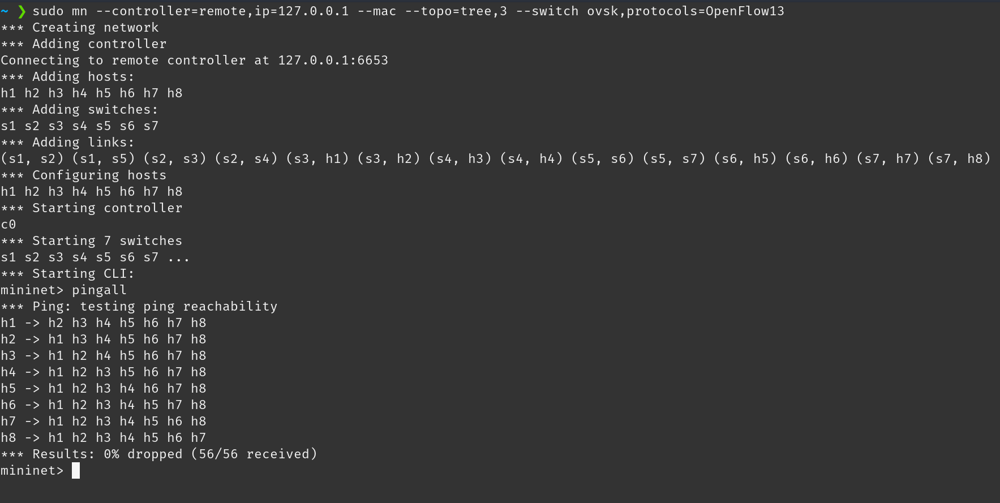 ~ ❯ sudo mn --controller=remote,ip=127.0.0.1 --mac --topo=tree,3 --switch ovsk,protocols=OpenFlow13
*** Creating network
*** Adding controller
Connecting to remote controller at 127.0.0.1:6653
*** Adding hosts:
h1 h2 h3 h4 h5 h6 h7 h8
*** Adding switches:
s1 s2 s3 s4 s5 s6 s7
*** Adding links:
(s1, s2) (s1, s5) (s2, s3) (s2, s4) (s3, h1) (s3, h2) (s4, h3) (s4, h4) (s5, s6) (s5, s7) (s6, h5) (s6, h6) (s7, h7) (s7, h8)
*** Configuring hosts
h1 h2 h3 h4 h5 h6 h7 h8
*** Starting controller
c0
*** Starting 7 switches
s1 s2 s3 s4 s5 s6 s7 ...
*** Starting CLI:
mininet> pingall
*** Ping: testing ping reachability
h1 -> h2 h3 h4 h5 h6 h7 h8
h2 -> h1 h3 h4 h5 h6 h7 h8
h3 -> h1 h2 h4 h5 h6 h7 h8
h4 -> h1 h2 h3 h5 h6 h7 h8
h5 -> h1 h2 h3 h4 h6 h7 h8
h6 -> h1 h2 h3 h4 h5 h7 h8
h7 -> h1 h2 h3 h4 h5 h6 h8
h8 -> h1 h2 h3 h4 h5 h6 h7
*** Results: 0% dropped (56/56 received)
mininet>